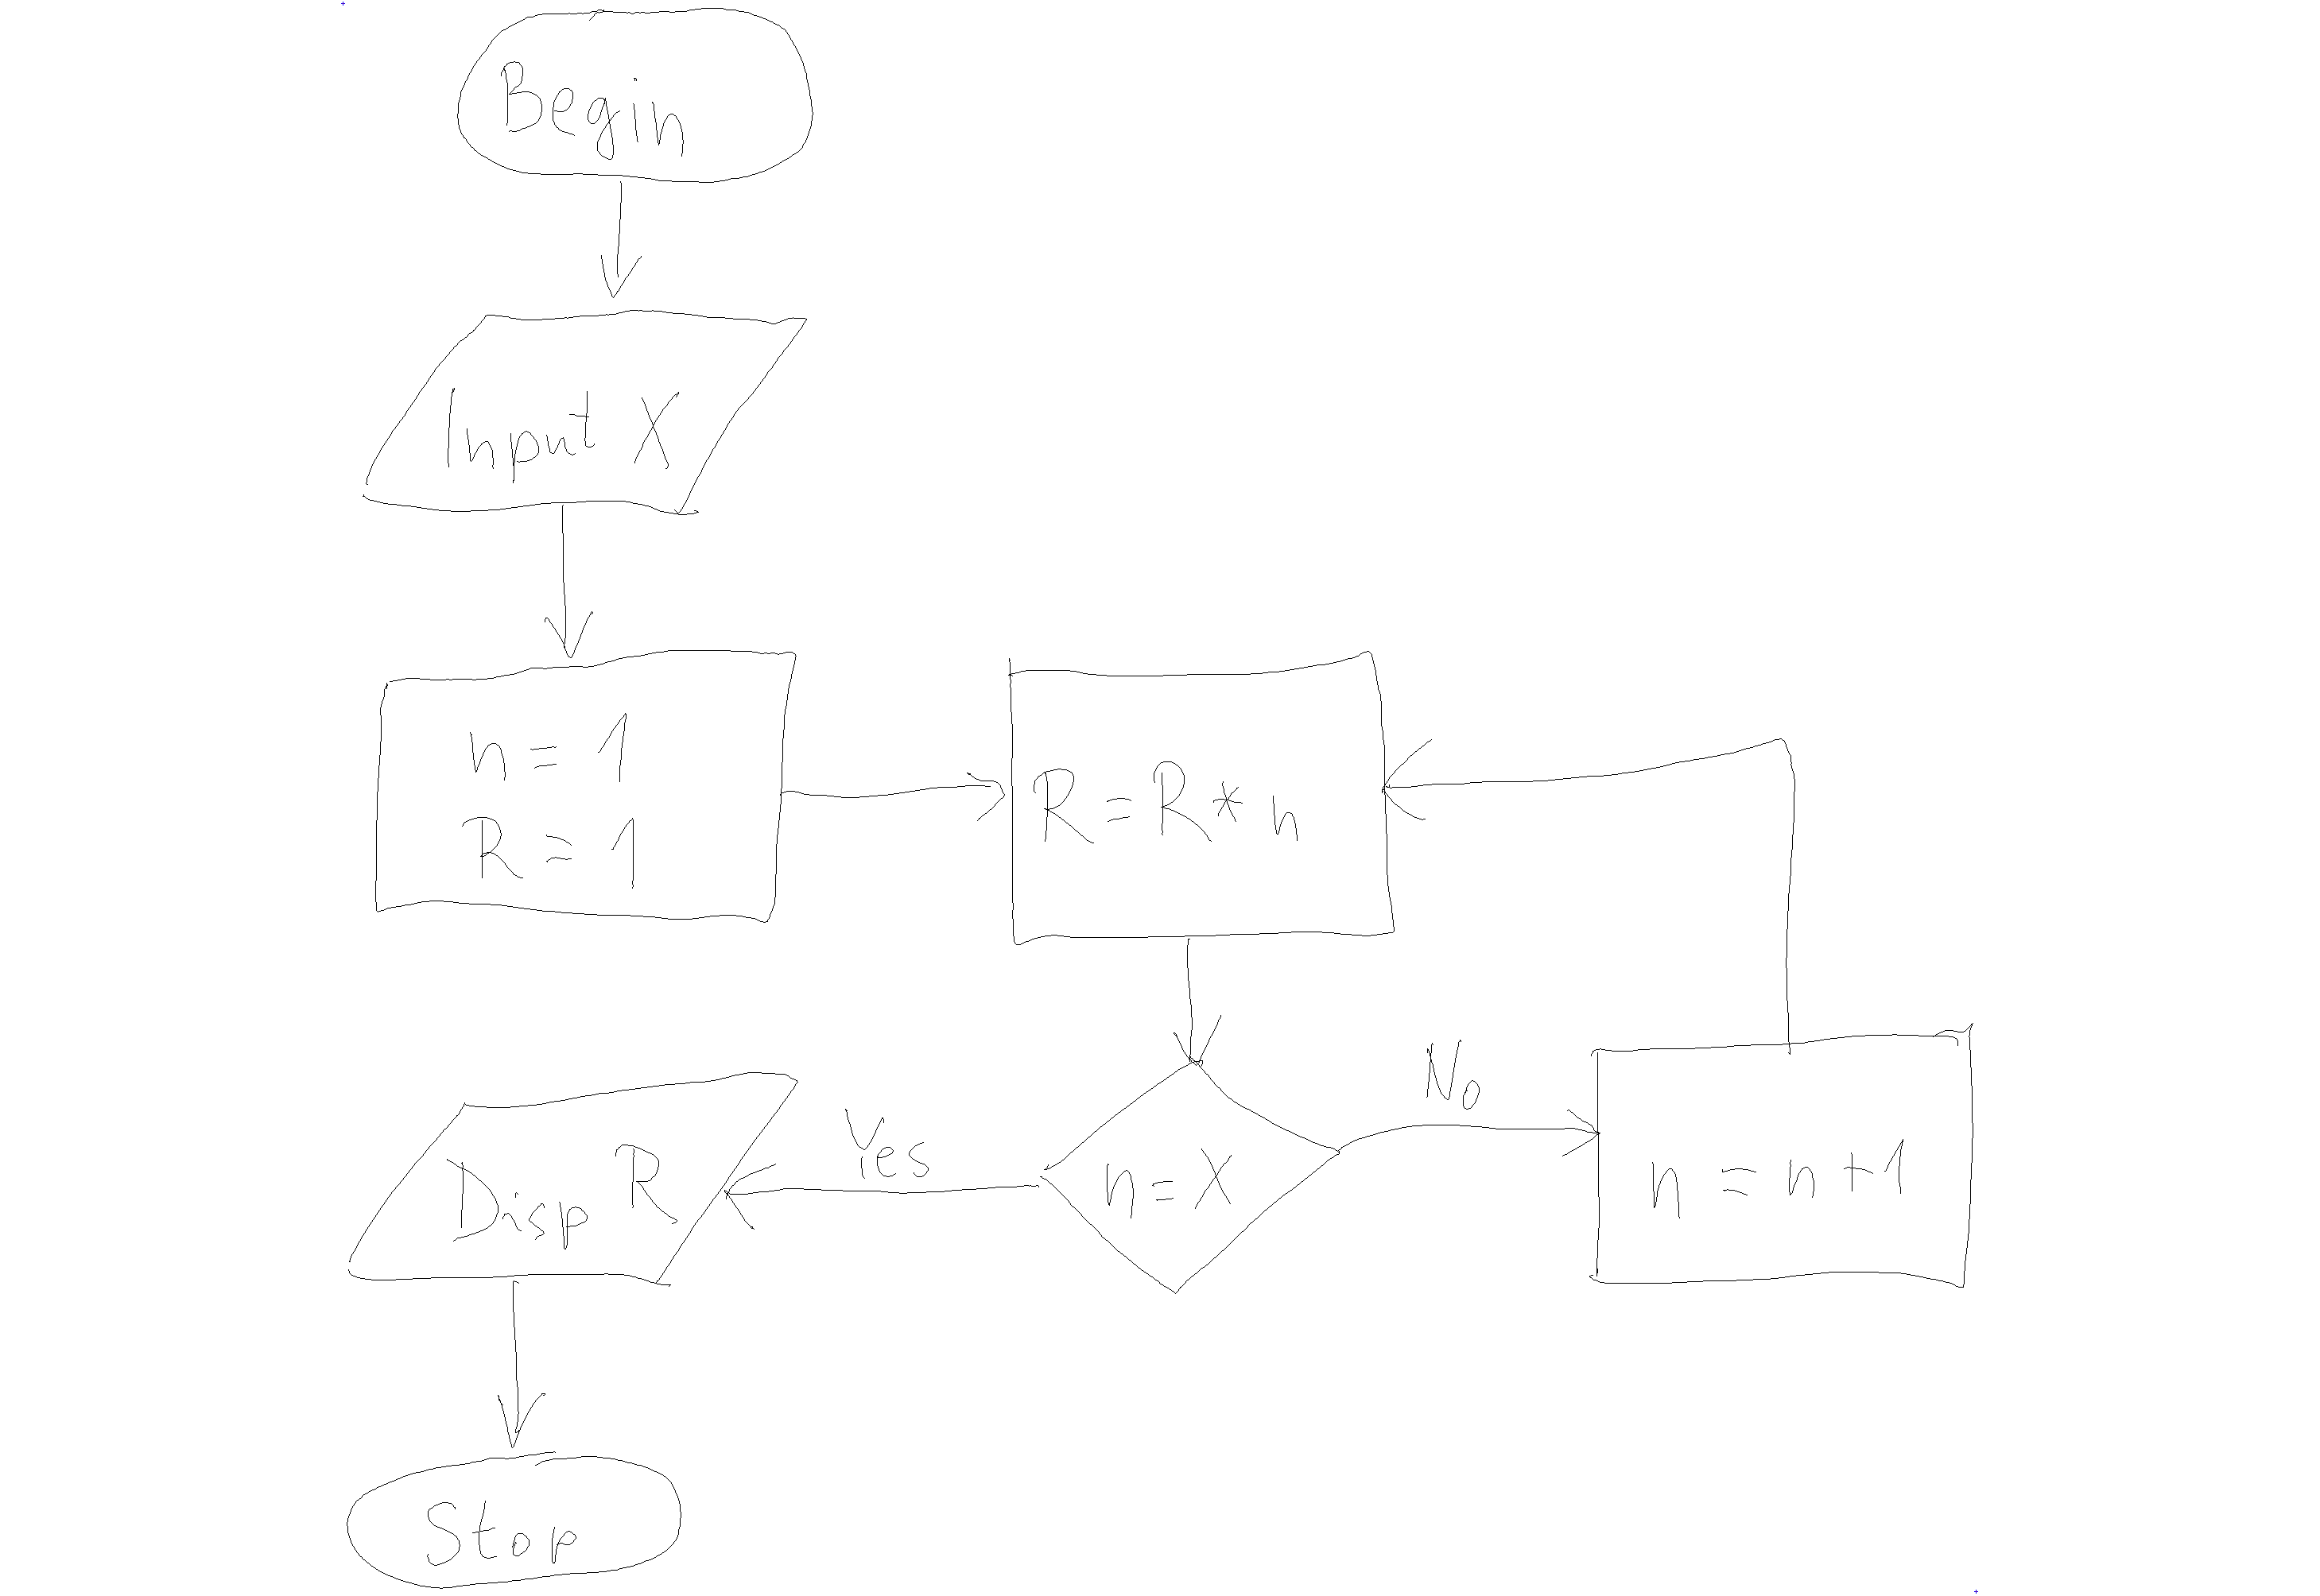 Begin
Input X
n = 1
R = 1
R = R * n
n = X
No
n = n + 1
Yes
Disp R
Stop